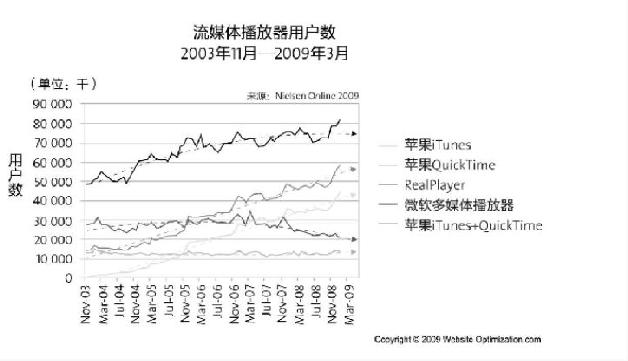 流媒体播放器用户数
2003年11月—2009年3月
（单位：千）
来源：Nielsen Online 2009
90 000
80 000
70 000
60 000
50 000
40 000
30 000
20 000
10 000
0
用户数
Nov-03
Mar-04
Jul-04
Nov-04
Mar-05
Jul-05
Nov-05
Mar-06
Jul-06
Nov-06
Mar-07
Jul-07
Nov-07
Mar-08
Jul-08
Nov-08
Mar-09
苹果iTunes
苹果QuickTime
RealPlayer
微软多媒体播放器
苹果iTunes+QuickTime
Copyright © 2009 Website Optimization.com